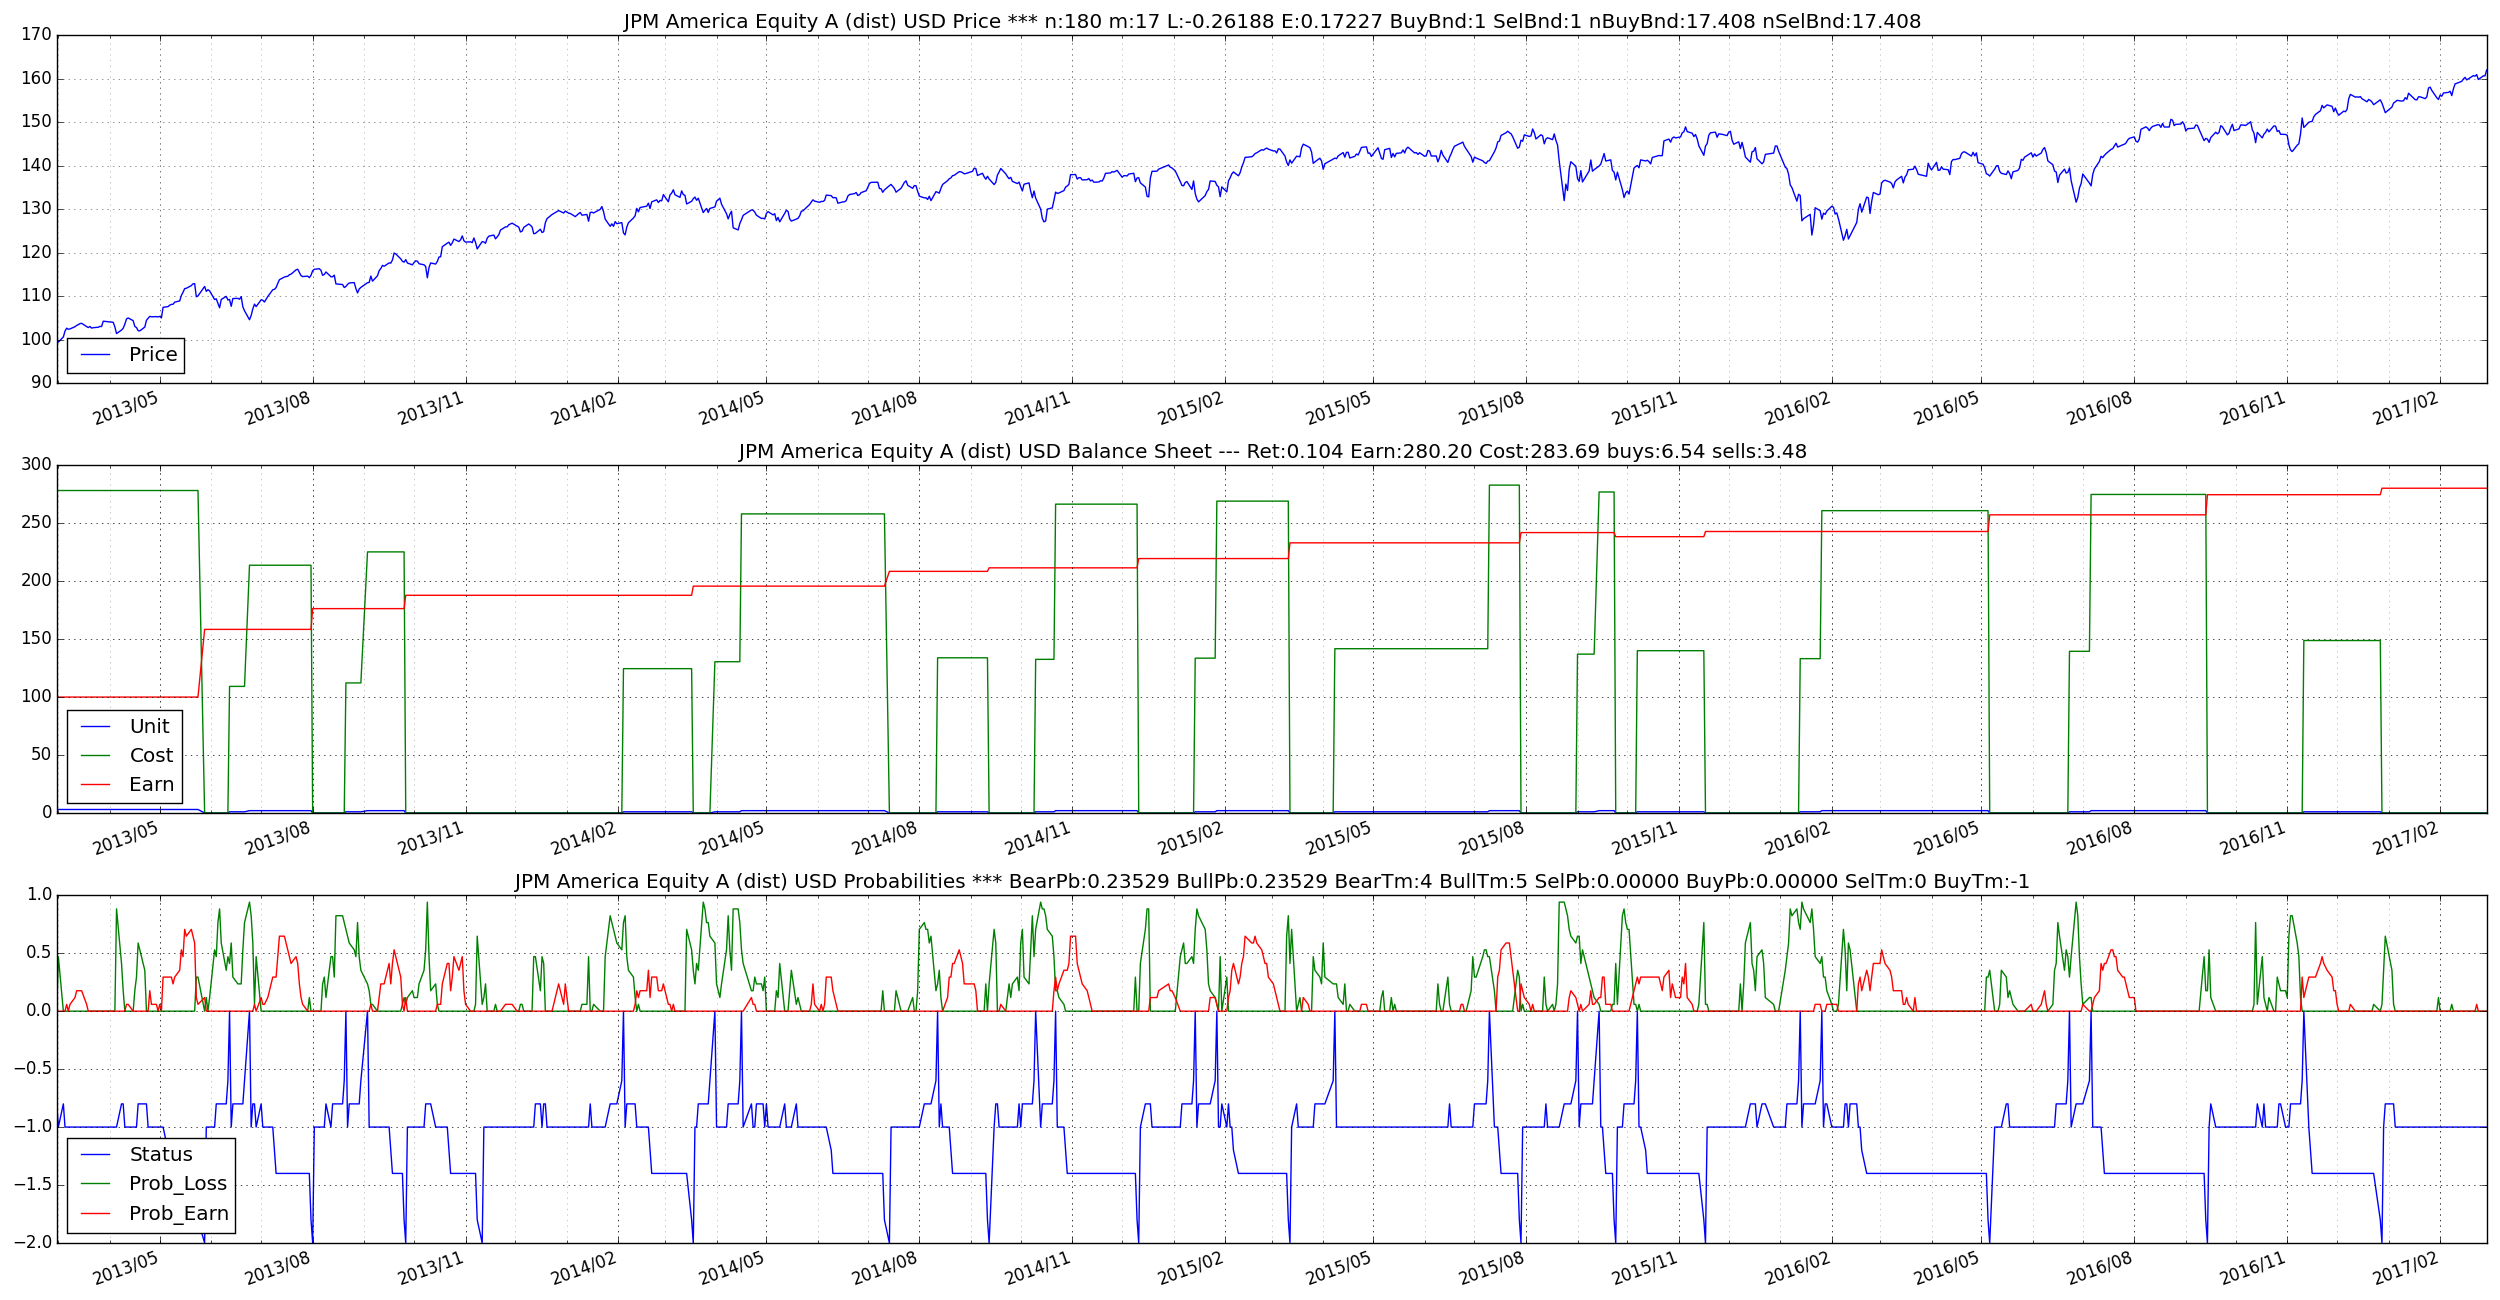 JPM America Equity A (dist) USD Price *** n:180 m:17 L:-0.26188 E:0.17227 BuyBnd:1 SelBnd:1 nBuyBnd:17.408 nSelBnd:17.408
170
160
150
140
130
120
110
100
90
Price
2013/05 2013/08 2013/11 2014/02 2014/05 2014/08 2014/11 2015/02 2015/05 2015/08 2015/11 2016/02 2016/05 2016/08 2016/11 2017/02
JPM America Equity A (dist) USD Balance Sheet --- Ret:0.104 Earn:280.20 Cost:283.69 buys:6.54 sells:3.48
300
250
200
150
100
50
0
Unit
Cost
Earn
2013/05 2013/08 2013/11 2014/02 2014/05 2014/08 2014/11 2015/02 2015/05 2015/08 2015/11 2016/02 2016/05 2016/08 2016/11 2017/02
JPM America Equity A (dist) USD Probabilities *** BearPb:0.23529 BullPb:0.23529 BearTm:4 BullTm:5 SelPb:0.00000 BuyPb:0.00000 SelTm:0 BuyTm:-1
1.0
0.5
0.0
−0.5
−1.0
−1.5
−2.0
Status
Prob_Loss
Prob_Earn
2013/05 2013/08 2013/11 2014/02 2014/05 2014/08 2014/11 2015/02 2015/05 2015/08 2015/11 2016/02 2016/05 2016/08 2016/11 2017/02